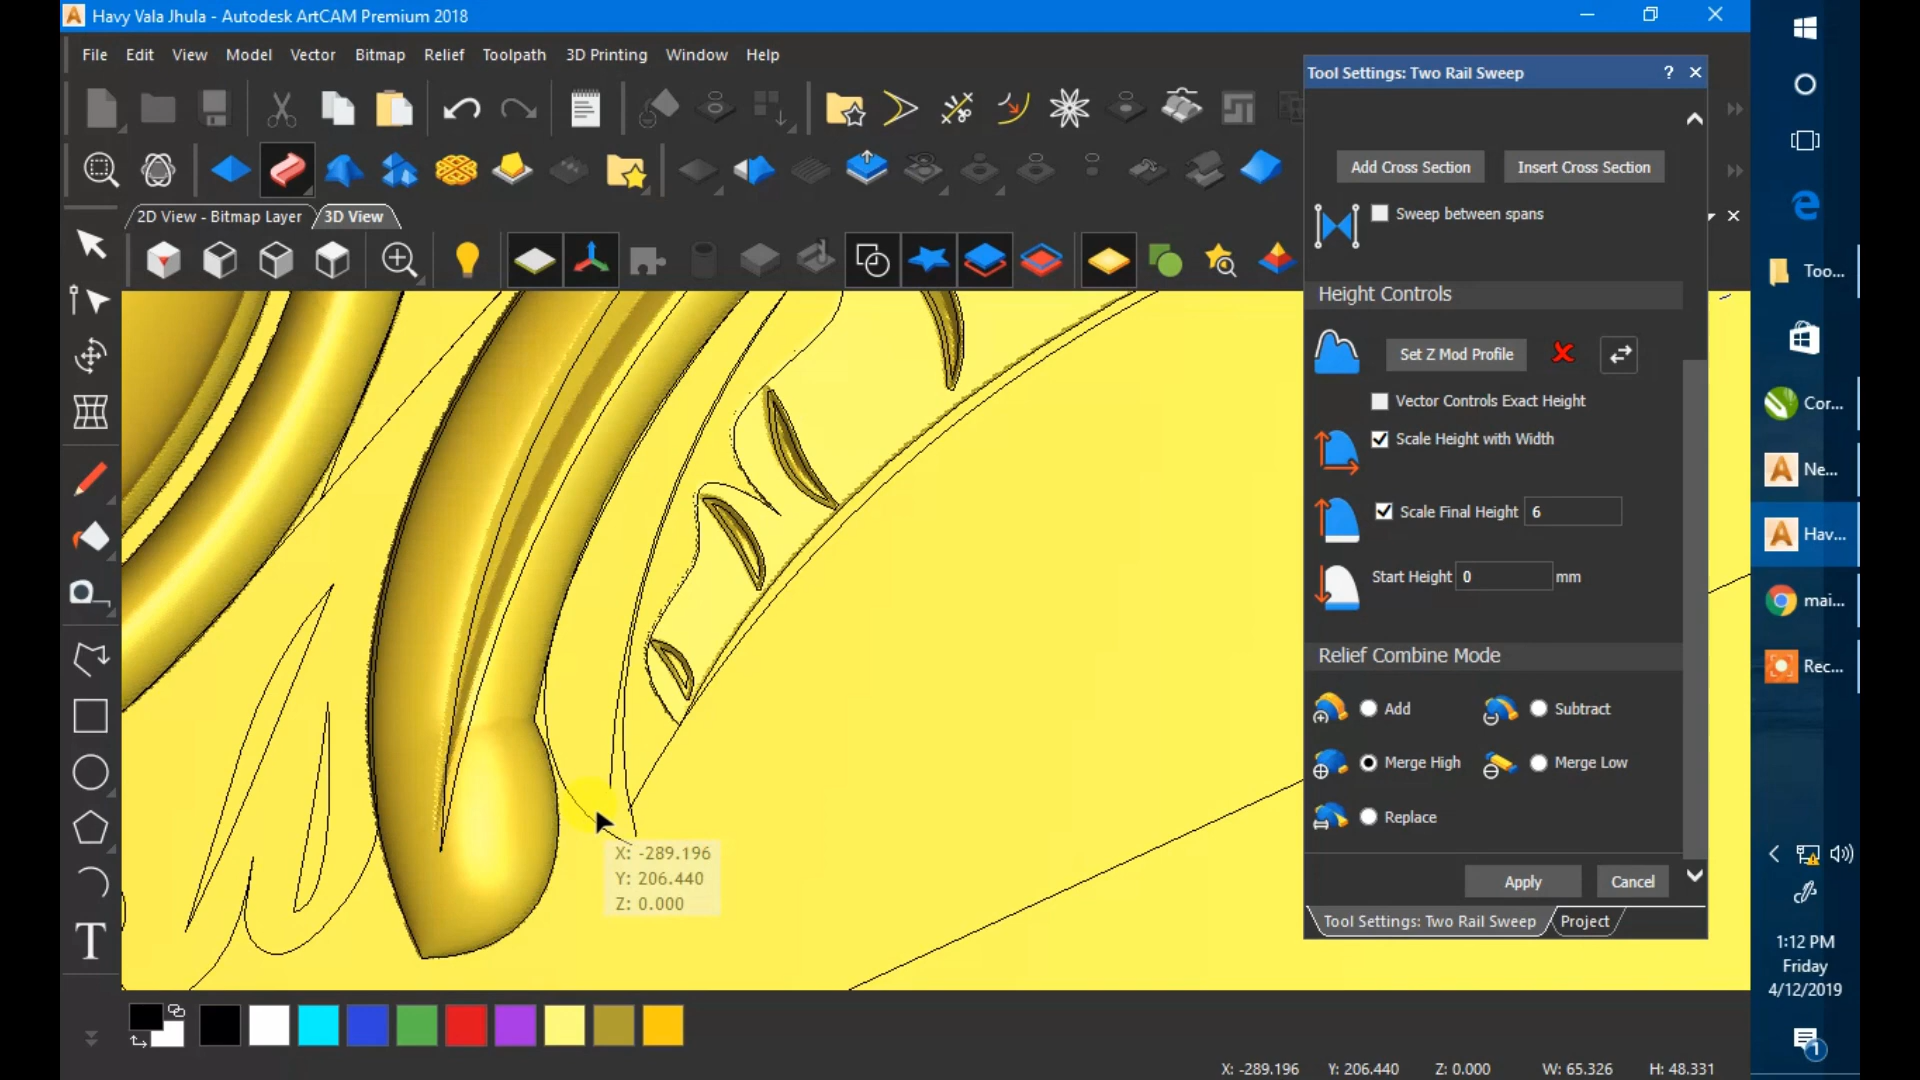 Havy Vala Jhula - Autodesk ArtCAM Premium 2018
File Edit View Model Vector Bitmap Relief Toolpath 3D Printing Window Help
2D View - Bitmap Layer 3D View
Tool Settings: Two Rail Sweep ?
Add Cross Section Insert Cross Section
Sweep between spans
Height Controls
Set Z Mod Profile
Vector Controls Exact Height
Scale Height with Width
Scale Final Height 6
Start Height 0 mm
Relief Combine Mode
Add Subtract
Merge High Merge Low
Replace
Apply Cancel
Tool Settings: Two Rail Sweep Project
X: -289.196
Y: 206.440
Z: 0.000
X: -289.196 Y: 206.440 Z: 0.000 W: 65.326 H: 48.331
Too...
Cor...
Ne...
Hav...
mai...
Rec...
1:12 PM
Friday
4/12/2019
1